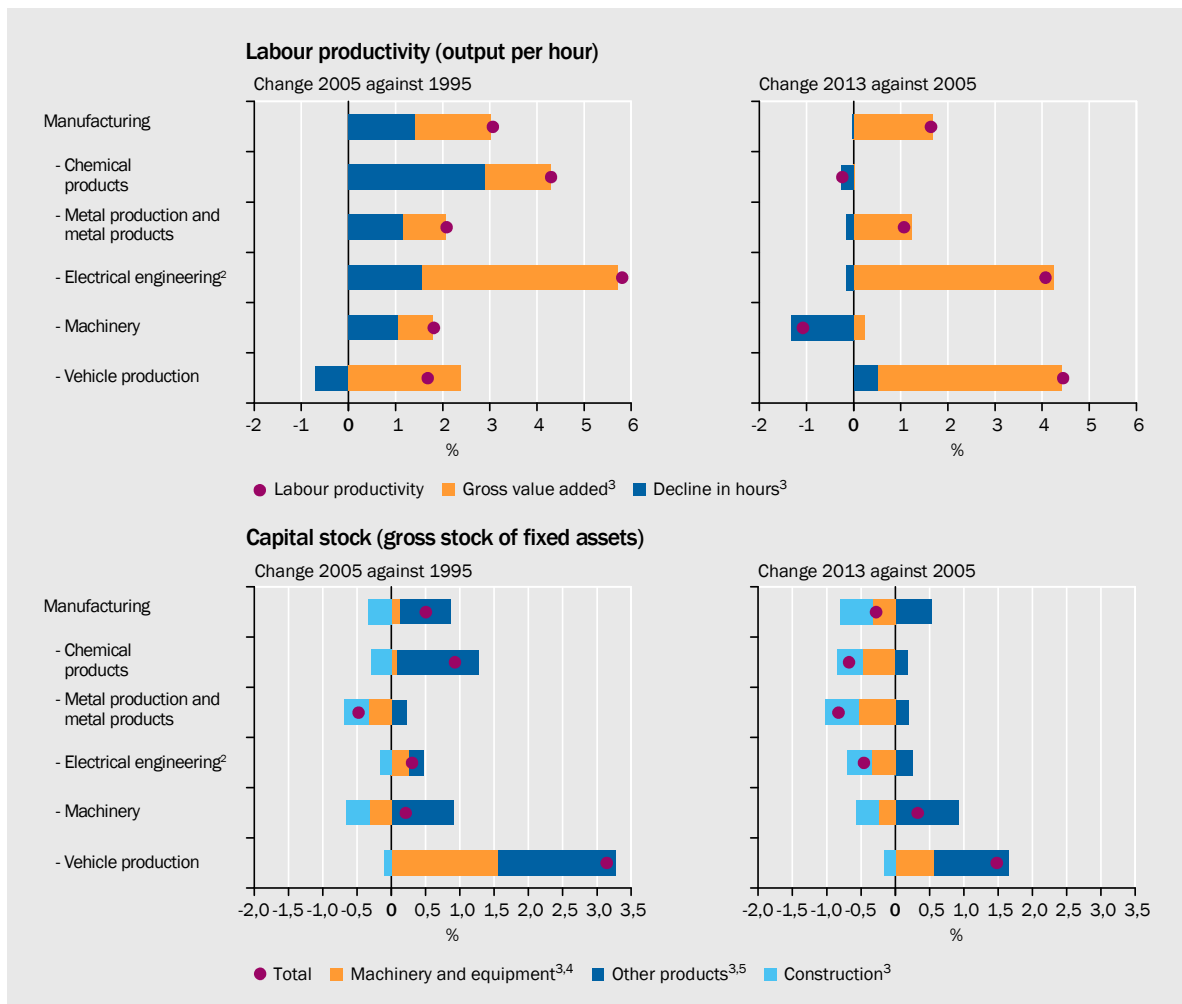 Labour productivity (output per hour)
Change 2005 against 1995
Change 2013 against 2005
Manufacturing
- Chemical
products
- Metal production and
metal products
- Electrical engineering²
- Machinery
- Vehicle production
-2 -1 0 1 2 3 4 5 6
%
-2 -1 0 1 2 3 4 5 6
%
Labour productivity Gross value added³ Decline in hours³
Capital stock (gross stock of fixed assets)
Change 2005 against 1995
Change 2013 against 2005
Manufacturing
- Chemical
products
- Metal production and
metal products
- Electrical engineering²
- Machinery
- Vehicle production
-2,0 -1,5 -1,0 -0,5 0 0,5 1,0 1,5 2,0 2,5 3,0 3,5
%
-2,0 -1,5 -1,0 -0,5 0 0,5 1,0 1,5 2,0 2,5 3,0 3,5
%
Total Machinery and equipment³,⁴ Other products³,⁵ Construction³